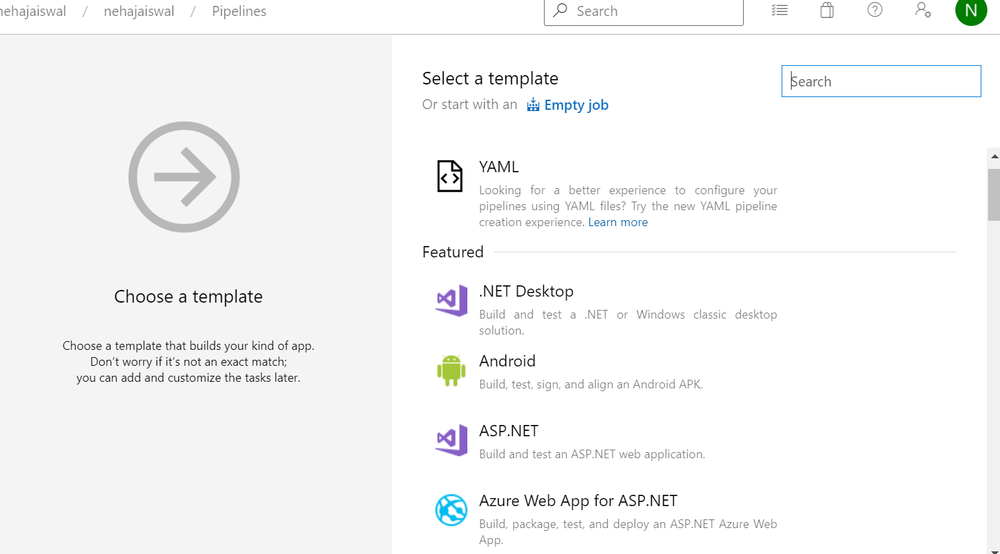 nehajaiswal / nehajaiswal / Pipelines
Search
N
Choose a template
Choose a template that builds your kind of app.
Don't worry if it's not an exact match;
you can add and customize the tasks later.
Select a template
Search
Or start with an Empty job
YAML
Looking for a better experience to configure your
pipelines using YAML files? Try the new YAML pipeline
creation experience. Learn more
Featured
.NET Desktop
Build and test a .NET or Windows classic desktop
solution.
Android
Build, test, sign, and align an Android APK.
ASP.NET
Build and test an ASP.NET web application.
Azure Web App for ASP.NET
Build, package, test, and deploy an ASP.NET Azure Web
App.